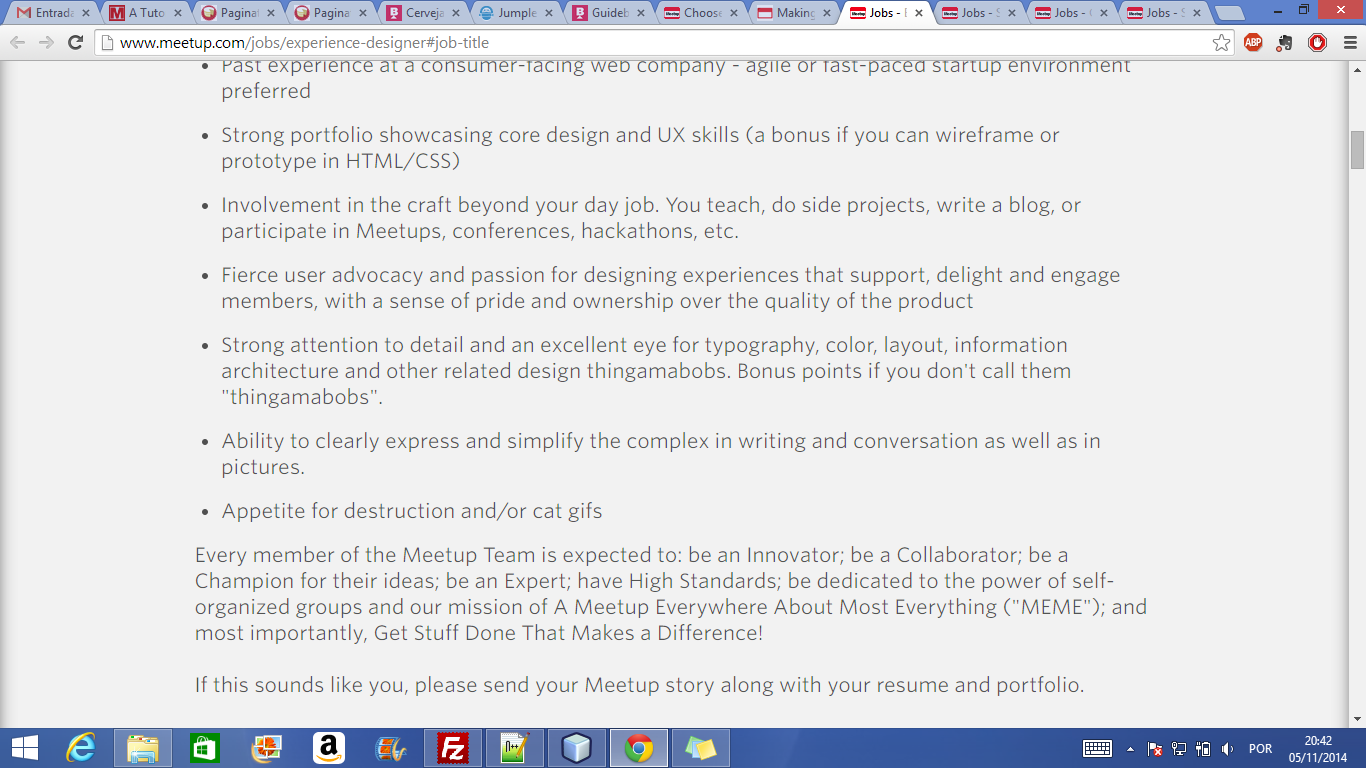 Entrada
A Tuto
Paginat
Pagina
Cerveja
Jumple
Guideb
Choose
Making
Jobs - E
Jobs - S
Jobs - C
Jobs - S
www.meetup.com/jobs/experience-designer#job-title
ABP
• Past experience at a consumer-facing web company - agile or fast-paced startup environment
preferred
• Strong portfolio showcasing core design and UX skills (a bonus if you can wireframe or
prototype in HTML/CSS)
• Involvement in the craft beyond your day job. You teach, do side projects, write a blog, or
participate in Meetups, conferences, hackathons, etc.
• Fierce user advocacy and passion for designing experiences that support, delight and engage
members, with a sense of pride and ownership over the quality of the product
• Strong attention to detail and an excellent eye for typography, color, layout, information
architecture and other related design thingamabobs. Bonus points if you don't call them
"thingamabobs".
• Ability to clearly express and simplify the complex in writing and conversation as well as in
pictures.
• Appetite for destruction and/or cat gifs
Every member of the Meetup Team is expected to: be an Innovator; be a Collaborator; be a
Champion for their ideas; be an Expert; have High Standards; be dedicated to the power of self-
organized groups and our mission of A Meetup Everywhere About Most Everything ("MEME"); and
most importantly, Get Stuff Done That Makes a Difference!
If this sounds like you, please send your Meetup story along with your resume and portfolio.
POR
20:42
05/11/2014